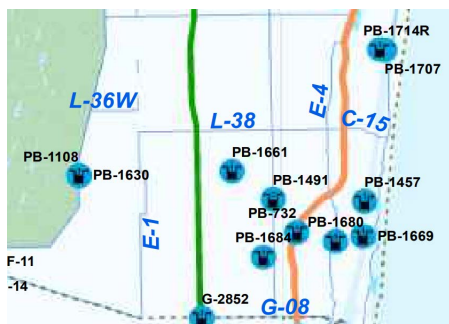 PB-1714R
PB-1707
L-36W
E-4
L-38
C-15
PB-1108
PB-1630
PB-1661
PB-1491
PB-1457
PB-732
PB-1680
E-1
PB-1684
PB-1669
F-11
-14
G-2852
G-08